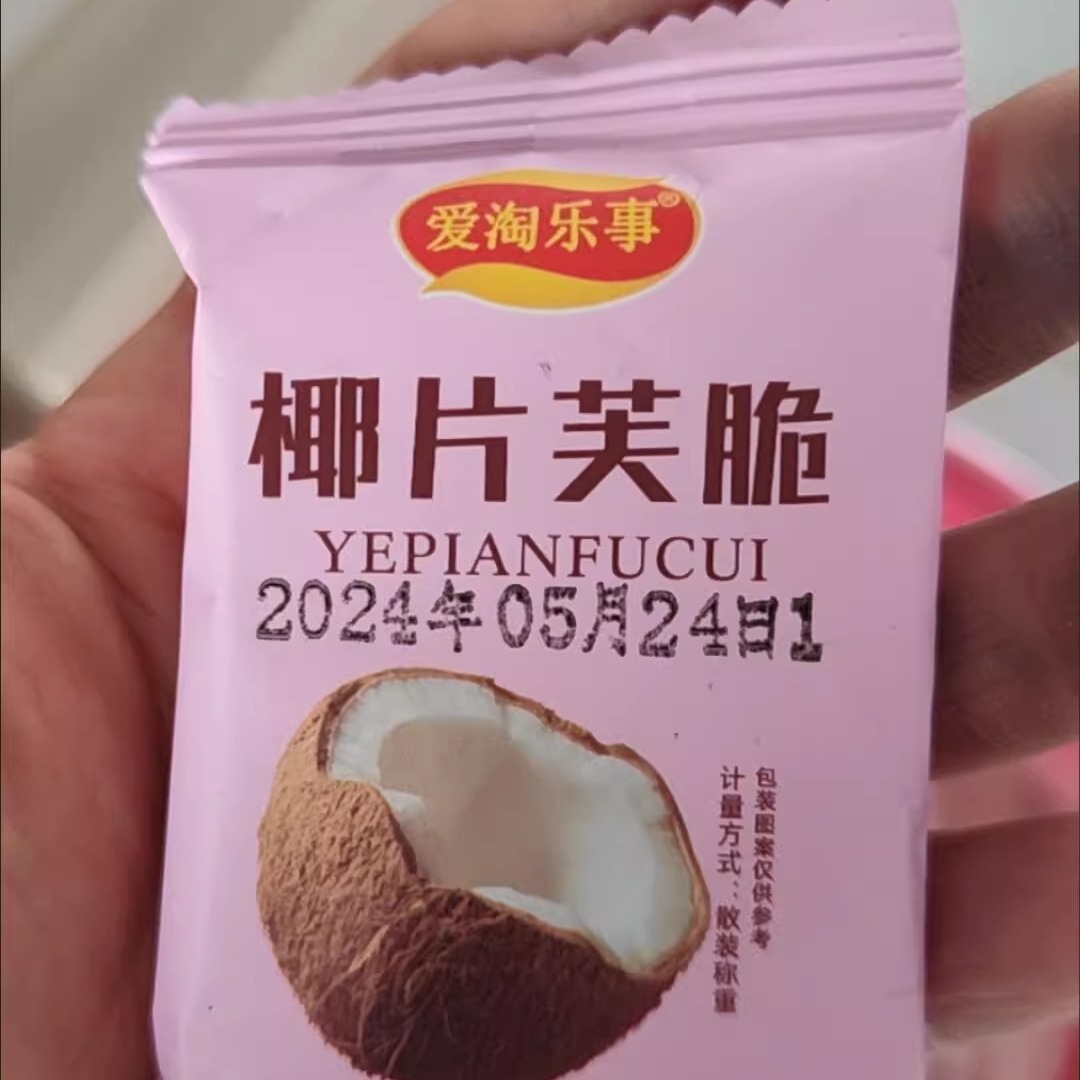 爱淘乐事®
椰片芙脆
YEPIANFUCUI
2024年05月24日1
包装图案仅供参考
计量方式：散装称重